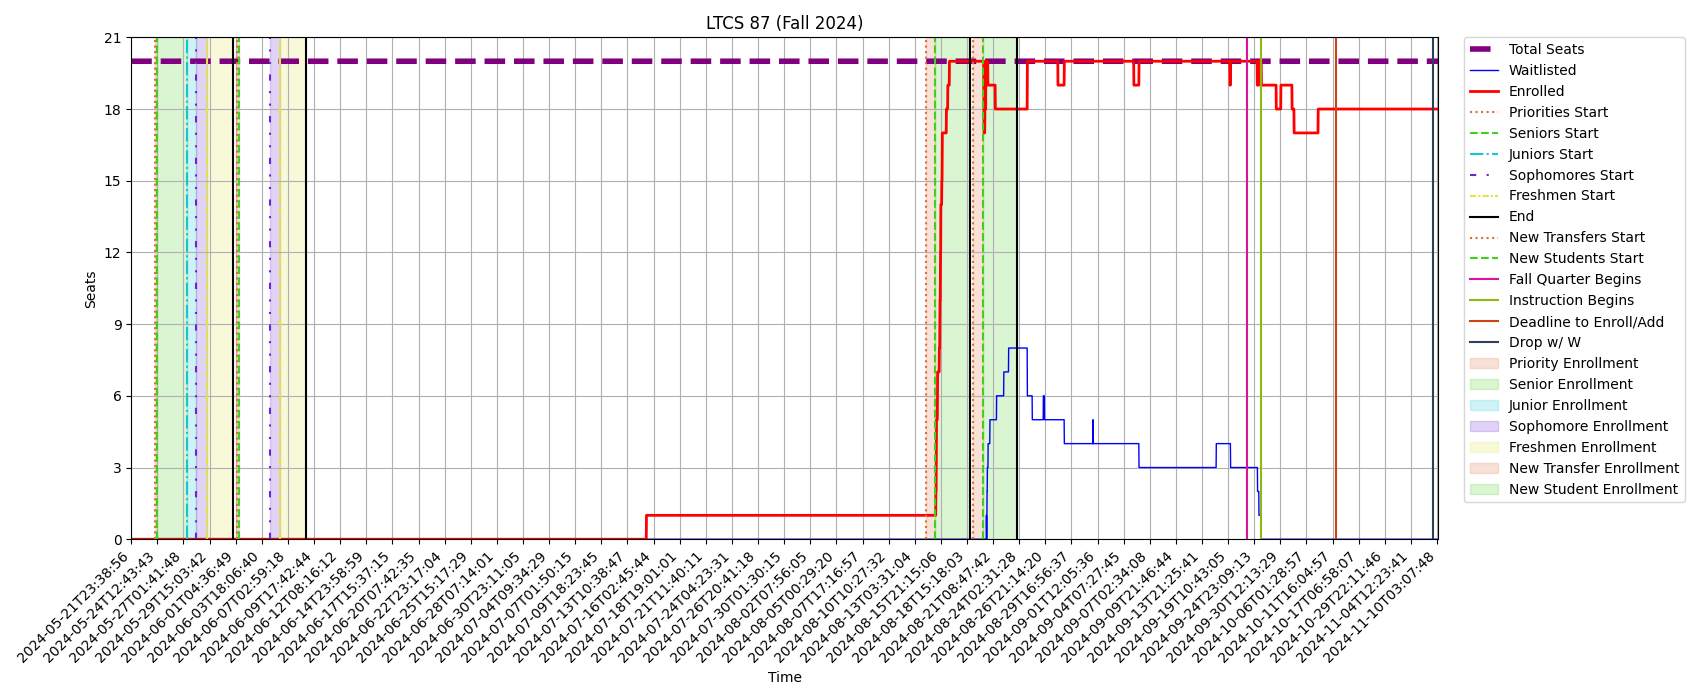 LTCS 87 (Fall 2024)
21
18
15
12
9
6
3
0
Seats
2024-05-21T23:38:56
2024-05-24T12:43:43
2024-05-27T01:41:48
2024-05-29T15:03:42
2024-06-01T04:36:49
2024-06-03T18:06:40
2024-06-07T02:59:18
2024-06-09T17:42:44
2024-06-12T08:16:12
2024-06-14T23:58:59
2024-06-17T15:37:15
2024-06-20T07:42:35
2024-06-22T23:17:04
2024-06-25T15:17:29
2024-06-28T07:14:01
2024-06-30T23:11:05
2024-07-04T09:34:29
2024-07-07T01:50:15
2024-07-09T18:23:45
2024-07-13T10:38:47
2024-07-16T02:45:44
2024-07-18T19:01:01
2024-07-21T11:40:11
2024-07-24T04:23:31
2024-07-26T20:41:18
2024-07-30T01:30:15
2024-08-02T07:56:05
2024-08-05T00:29:20
2024-08-07T17:16:57
2024-08-10T10:27:32
2024-08-13T03:31:04
2024-08-15T21:15:06
2024-08-18T15:18:03
2024-08-21T08:47:42
2024-08-24T02:31:28
2024-08-26T21:14:20
2024-08-29T16:56:37
2024-09-01T12:05:36
2024-09-04T07:27:45
2024-09-07T02:34:08
2024-09-09T21:46:44
2024-09-13T21:25:41
2024-09-19T10:43:05
2024-09-24T23:09:13
2024-09-30T12:13:29
2024-10-06T01:28:57
2024-10-11T16:04:57
2024-10-17T06:58:07
2024-10-29T22:11:46
2024-11-04T12:23:41
2024-11-10T03:07:48
Time
Total Seats
Waitlisted
Enrolled
Priorities Start
Seniors Start
Juniors Start
Sophomores Start
Freshmen Start
End
New Transfers Start
New Students Start
Fall Quarter Begins
Instruction Begins
Deadline to Enroll/Add
Drop w/ W
Priority Enrollment
Senior Enrollment
Junior Enrollment
Sophomore Enrollment
Freshmen Enrollment
New Transfer Enrollment
New Student Enrollment